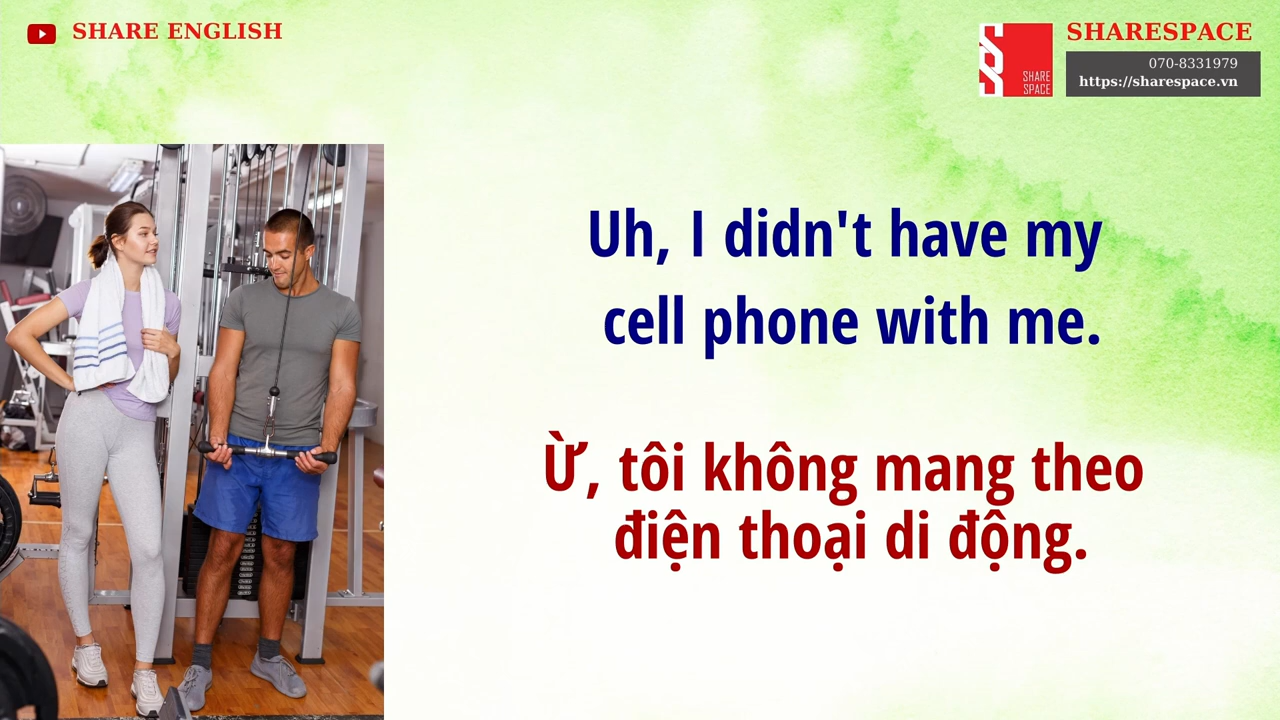 SHARE ENGLISH
SHARESPACE
070-8331979
https://sharespace.vn
SHARE
SPACE
Uh, I didn't have my
cell phone with me.
Ừ, tôi không mang theo
điện thoại di động.